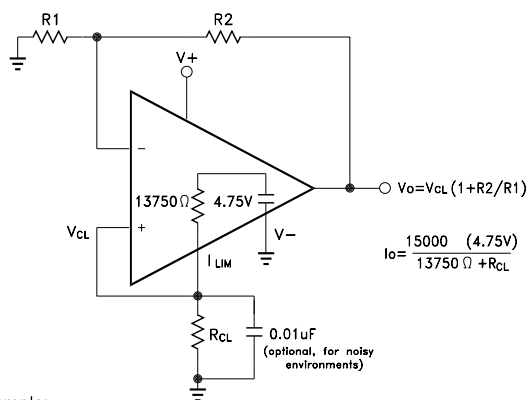 R1
R2
V+
−
13750Ω
4.75V
Vo=VCL (1+R2/R1)
VCL
+
V−
ILIM
Io= 15000 (4.75V)
13750 Ω +RCL
RCL
0.01uF
(optional, for noisy
environments)